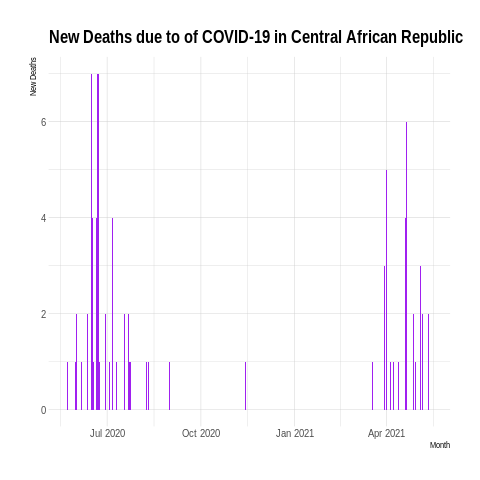 New Deaths due to of COVID-19 in Central African Republic
New Deaths
6
4
2
0
Jul 2020 Oct 2020 Jan 2021 Apr 2021
Month